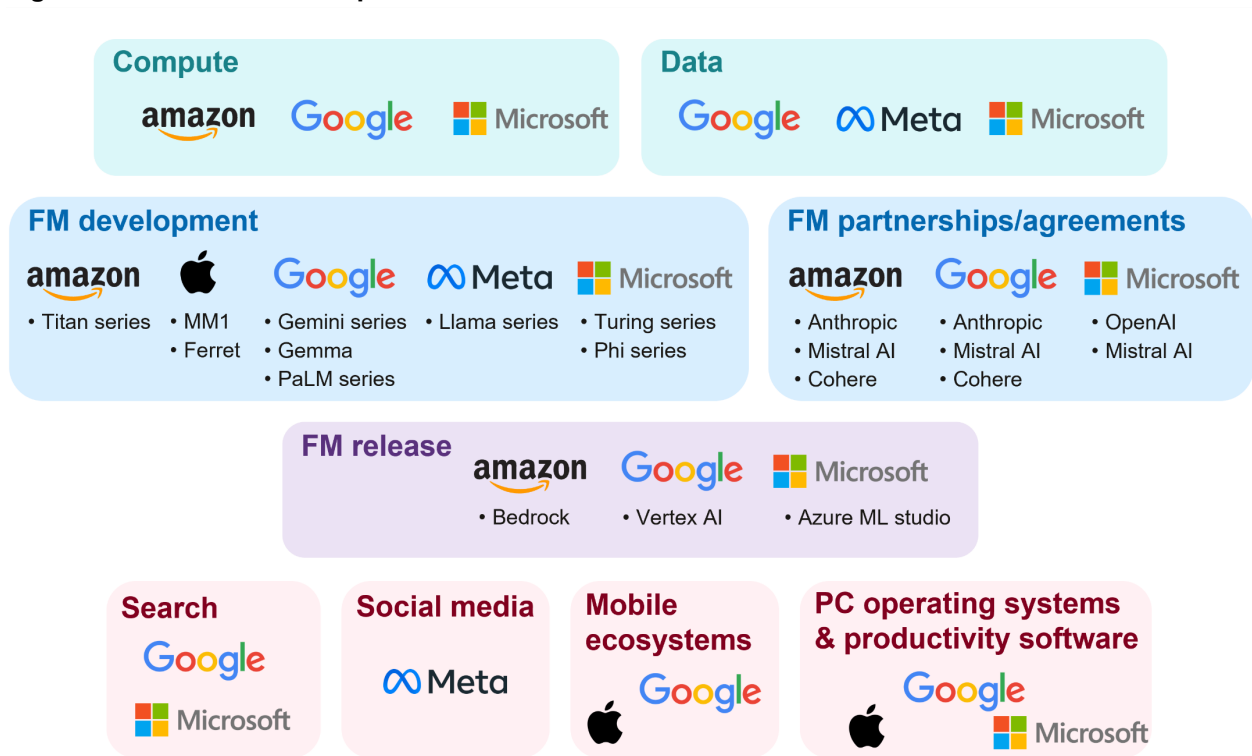 Compute
amazon Google Microsoft
Data
Google Meta Microsoft
FM development
amazon Google Meta Microsoft
• Titan series
• MM1
• Ferret
• Gemini series
• Gemma
• PaLM series
• Llama series
• Turing series
• Phi series
FM partnerships/agreements
amazon Google Microsoft
• Anthropic
• Mistral AI
• Cohere
• Anthropic
• Mistral AI
• Cohere
• OpenAI
• Mistral AI
FM release
amazon Google Microsoft
• Bedrock
• Vertex AI
• Azure ML studio
Search
Google
Microsoft
Social media
Meta
Mobile
ecosystems
Google
PC operating systems
& productivity software
Google
Microsoft